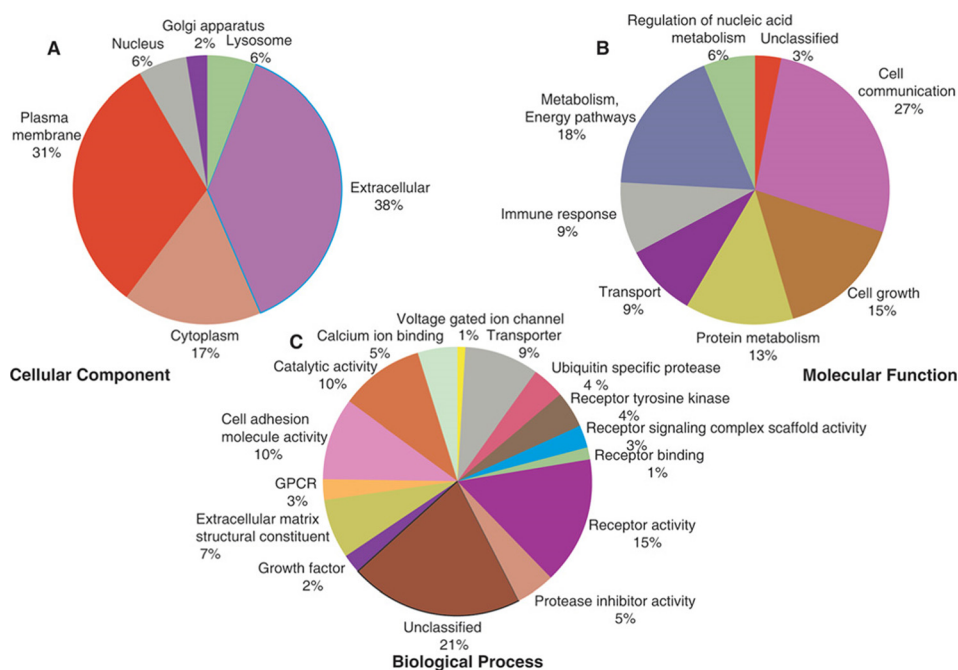 A
Golgi apparatus
2%
Nucleus
6%
Lysosome
6%
Plasma
membrane
31%
Extracellular
38%
Cytoplasm
17%
Cellular Component
B
Regulation of nucleic acid
metabolism
6%
Unclassified
3%
Cell
communication
27%
Metabolism,
Energy pathways
18%
Immune response
9%
Transport
9%
Cell growth
15%
Protein metabolism
13%
Molecular Function
C
Voltage gated ion channel
1%
Calcium ion binding
5%
Transporter
9%
Catalytic activity
10%
Ubiquitin specific protease
4 %
Receptor tyrosine kinase
4%
Cell adhesion
molecule activity
10%
Receptor signaling complex scaffold activity
3%
Receptor binding
1%
GPCR
3%
Extracellular matrix
structural constituent
7%
Receptor activity
15%
Growth factor
2%
Protease inhibitor activity
5%
Unclassified
21%
Biological Process